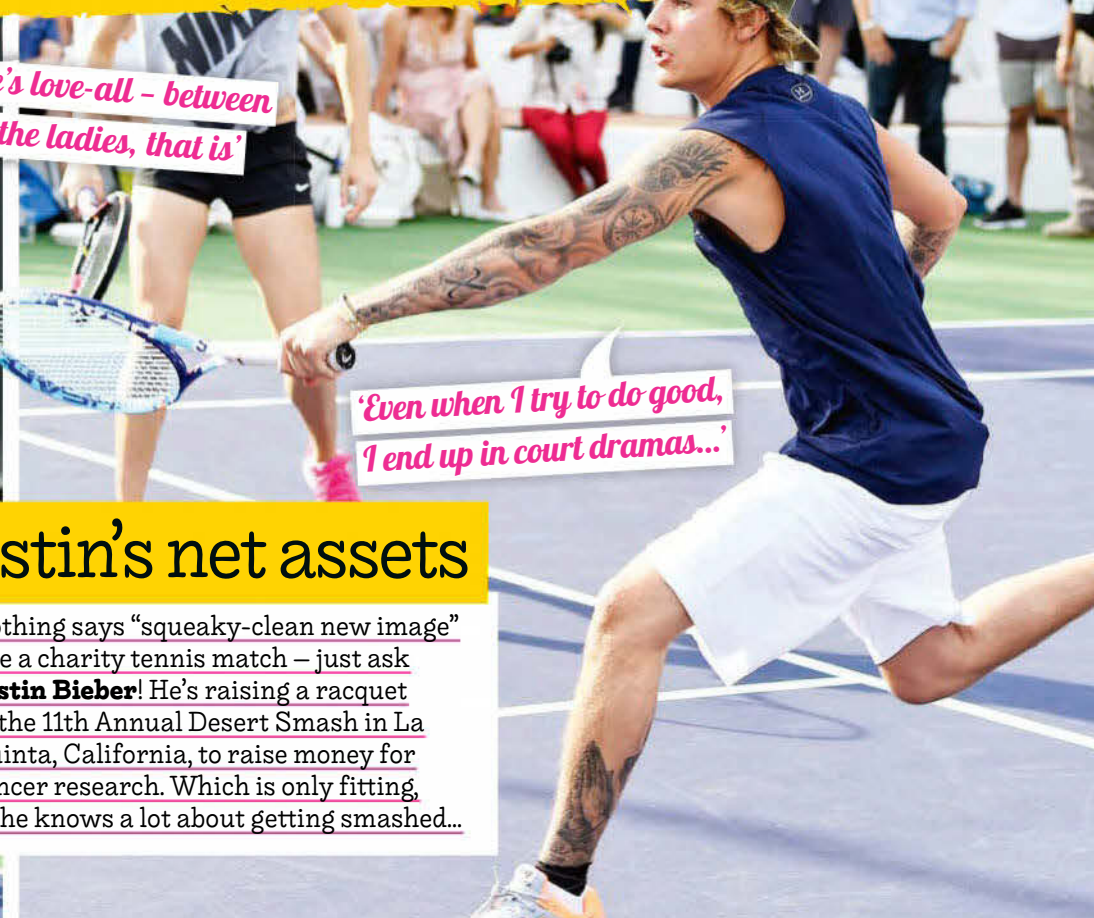 NIK
’s love-all – between
the ladies, that is’
‘Even when I try to do good,
I end up in court dramas...’
stin’s net assets
thing says “squeaky-clean new image”
e a charity tennis match – just ask
stin Bieber! He’s raising a racquet
the 11th Annual Desert Smash in La
inta, California, to raise money for
ncer research. Which is only fitting,
he knows a lot about getting smashed...